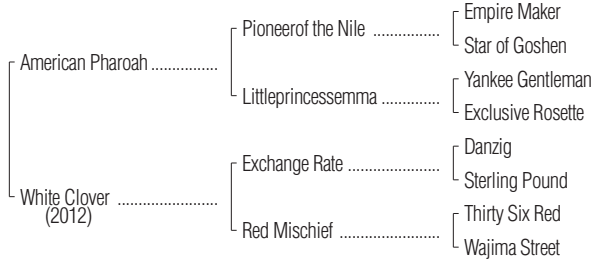 Empire Maker
Pioneerof the Nile ................
Star of Goshen
American Pharoah ................
Yankee Gentleman
Littleprincessemma ..............
Exclusive Rosette
Danzig
Exchange Rate ......................
Sterling Pound
White Clover ........................
(2012)
Thirty Six Red
Red Mischief ........................
Wajima Street